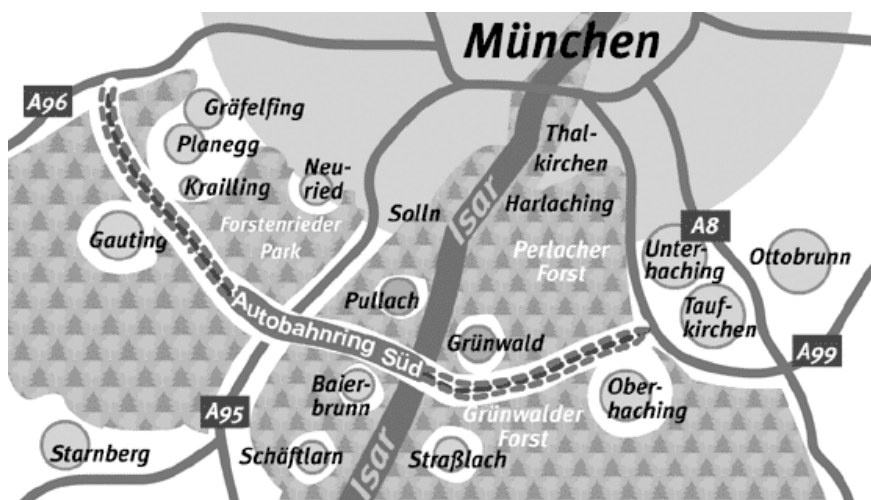 München
A96
Gräfelfing
Planegg
Krailling
Neu-
ried
Thal-
kirchen
Solln
Isar
Harlaching
Gauting
Forstenrieder
Park
Perlacher
Forst
A8
Unter-
haching
Ottobrunn
Pullach
Tauf-
kirchen
Autobahnring Süd
Grünwald
A99
Baier-
brunn
Ober-
haching
A95
Grünwalder
Forst
Starnberg
Schäftlarn
Straßlach
Isar